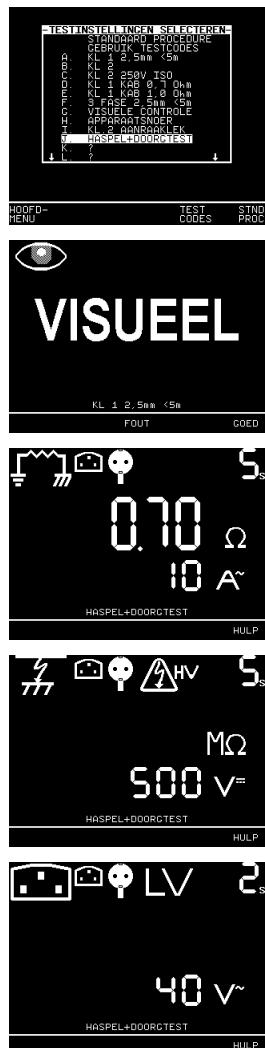 TESTINSTELLINGEN SELECTEREN
STANDAARD PROCEDURE
GEBRUIK TESTCODES
A. KL 1 2,5mm <5m
B. KL 2
C. KL 2 250V ISO
D. KL 1 KAB 0,7 Ohm
E. KL 1 KAB 1,0 Ohm
F. 3 FASE 2,5mm <5m
G. VISUELE CONTROLE
H. APPARAATSNOER
I. KL.2 AANRAAKLEK
J. HASPEL+DOORGTEST
K. ?
↓ L. ? ↓
HOOFD- TEST STND
MENU CODES PROC
VISUEEL
KL 1 2,5mm <5m
FOUT GOED
5s
0.70 Ω
10 A~
HASPEL+DOORGTEST
HULP
HV 5s
MΩ
500 V=
HASPEL+DOORGTEST
HULP
LV 2s
40 V~
HASPEL+DOORGTEST
HULP